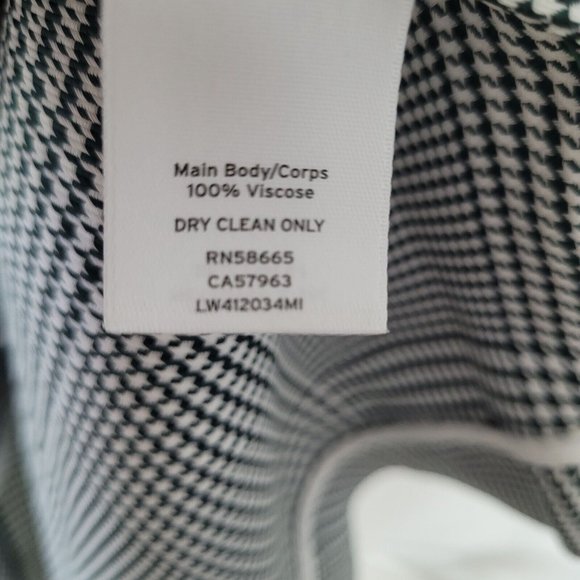 Main Body/Corps
100% Viscose
DRY CLEAN ONLY
RN58665
CA57963
LW412034MI